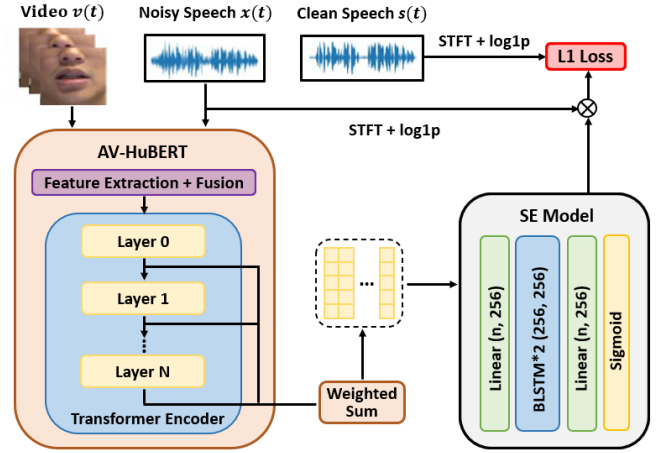 Video v(t)
Noisy Speech x(t)
Clean Speech s(t)
STFT + log1p
L1 Loss
STFT + log1p
AV-HuBERT
Feature Extraction + Fusion
Layer 0
Layer 1
Layer N
Transformer Encoder
Weighted
Sum
...
SE Model
Linear (n, 256)
BLSTM*2 (256, 256)
Linear (n, 256)
Sigmoid